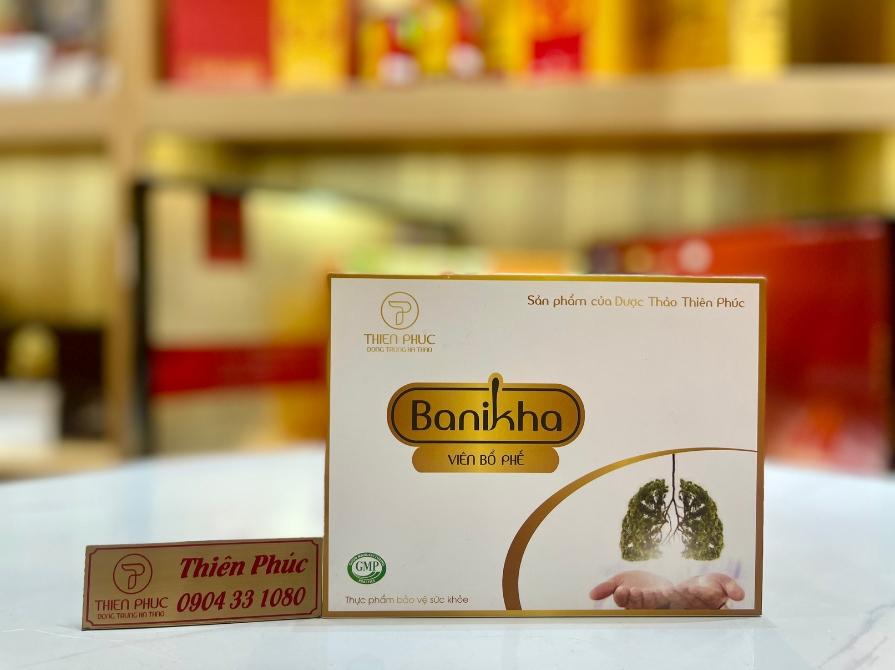 Sản phẩm của Dược Thảo Thiên Phúc
THIEN PHUC
DONG TRUNG HA THAO
Banikha
VIÊN BỔ PHẾ
GMP
Thực phẩm bảo vệ sức khỏe
THIEN PHUC
DONG TRUNG HA THAO
Thiên Phúc
0904 33 1080